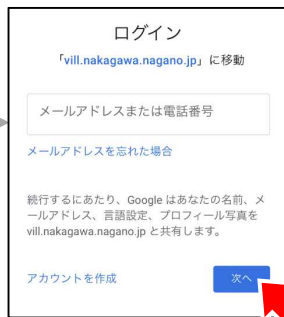 ログイン
「vill.nakagawa.nagano.jp」に移動
メールアドレスまたは電話番号
メールアドレスを忘れた場合
続行するにあたり、Google はあなたの名前、メ
ールアドレス、言語設定、プロフィール写真を
vill.nakagawa.nagano.jp と共有します。
アカウントを作成
次へ